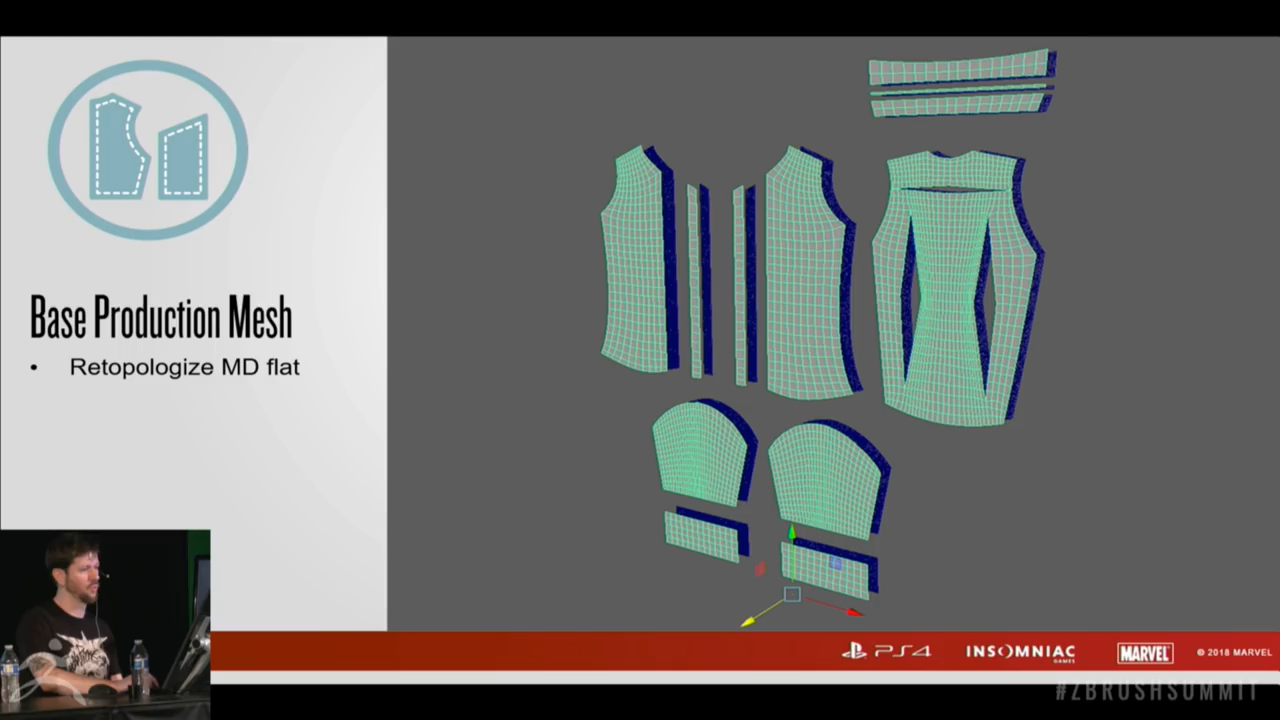 Base Production Mesh
• Retopologize MD flat
PS4
INSOMNIAC
GAMES
MARVEL
© 2018 MARVEL
#ZBRUSHSUMMIT